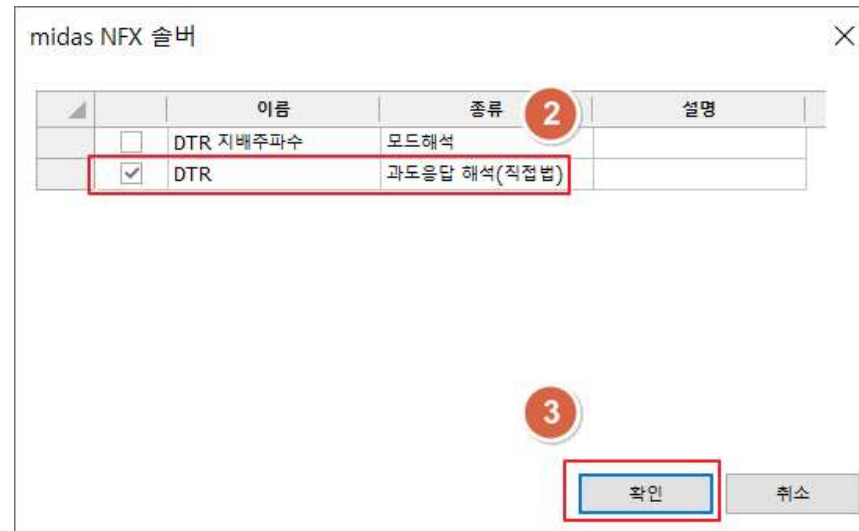 midas NFX 솔버
이름 종류 2 설명
DTR 지배주파수 모드해석
DTR 과도응답 해석(직접법)
3
확인 취소